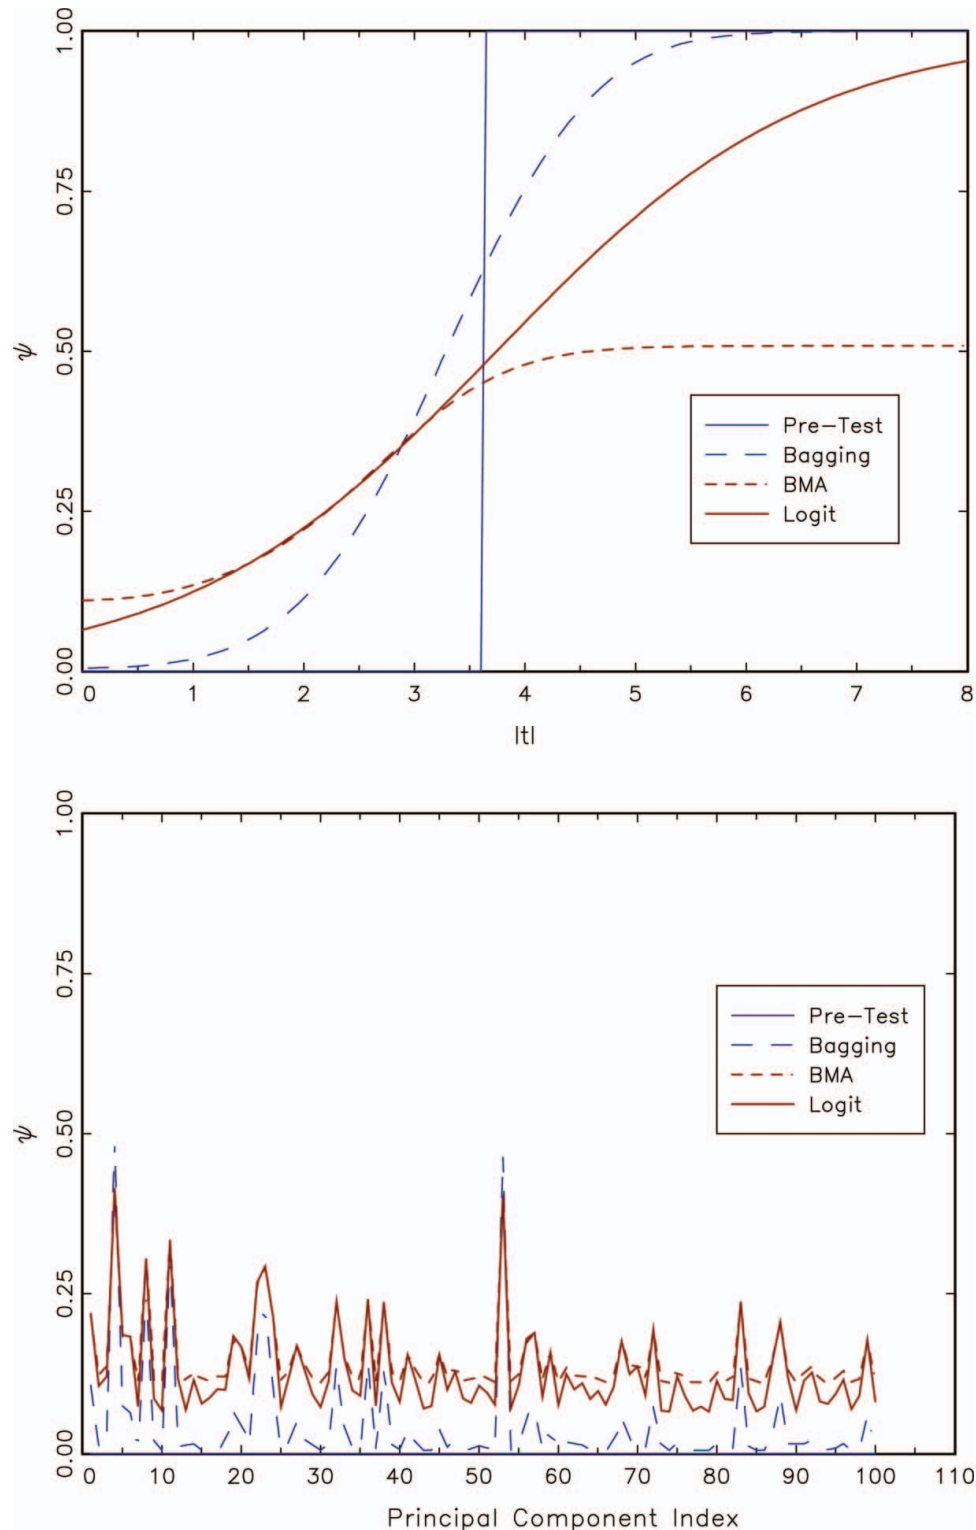 1.00
0.75
0.50
0.25
0.00
ψ
Pre-Test
Bagging
BMA
Logit
0 1 2 3 4 5 6 7 8
|t|
1.00
0.75
0.50
0.25
0.00
ψ
Pre-Test
Bagging
BMA
Logit
0 10 20 30 40 50 60 70 80 90 100 110
Principal Component Index